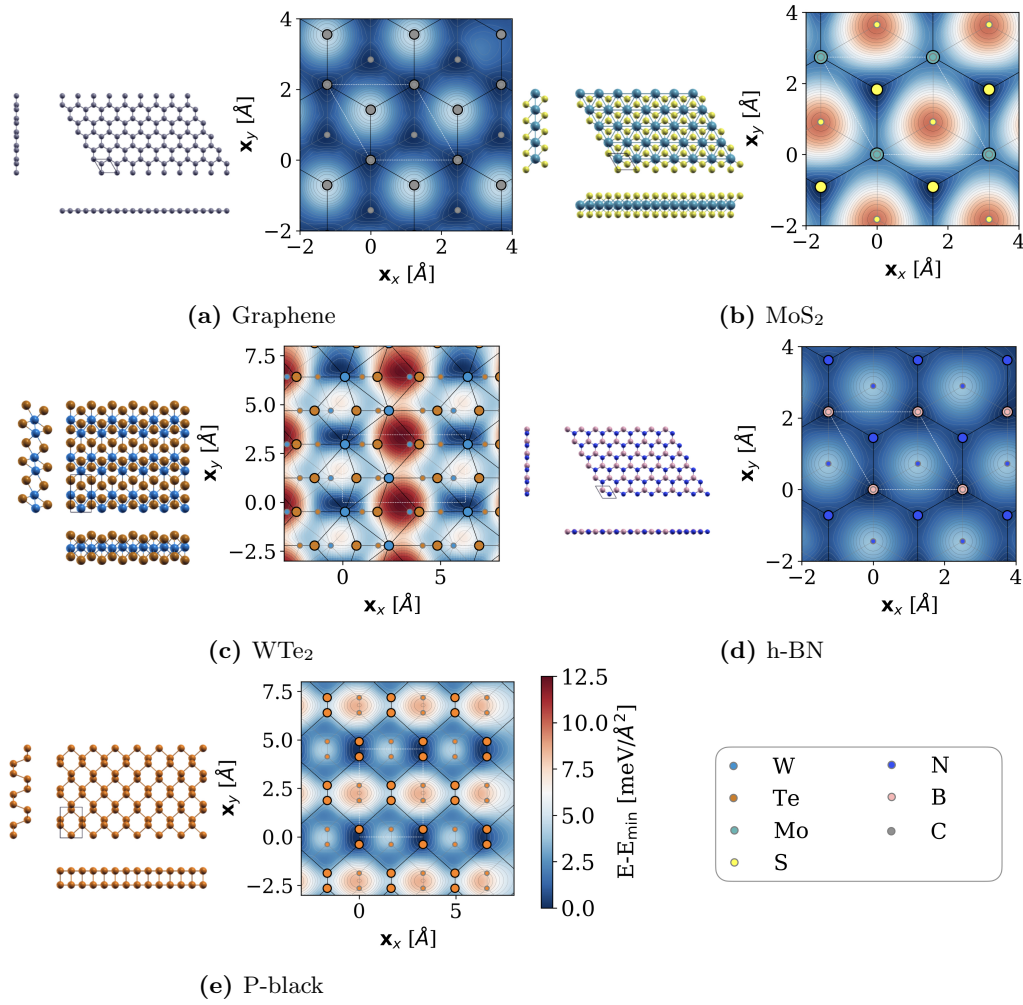 4
2
0
−2
−2 0 2 4
x_y [Å]
x_x [Å]
(a) Graphene
4
2
0
−2
−2 0 2 4
x_y [Å]
x_x [Å]
(b) MoS₂
7.5
5.0
2.5
0.0
−2.5
0 5
x_y [Å]
x_x [Å]
(c) WTe₂
4
2
0
−2
−2 0 2 4
x_y [Å]
x_x [Å]
(d) h-BN
7.5
5.0
2.5
0.0
−2.5
0 5
x_y [Å]
x_x [Å]
12.5
10.0
7.5
5.0
2.5
0.0
E-E_min [meV/Å²]
(e) P-black
W
Te
Mo
S
N
B
C